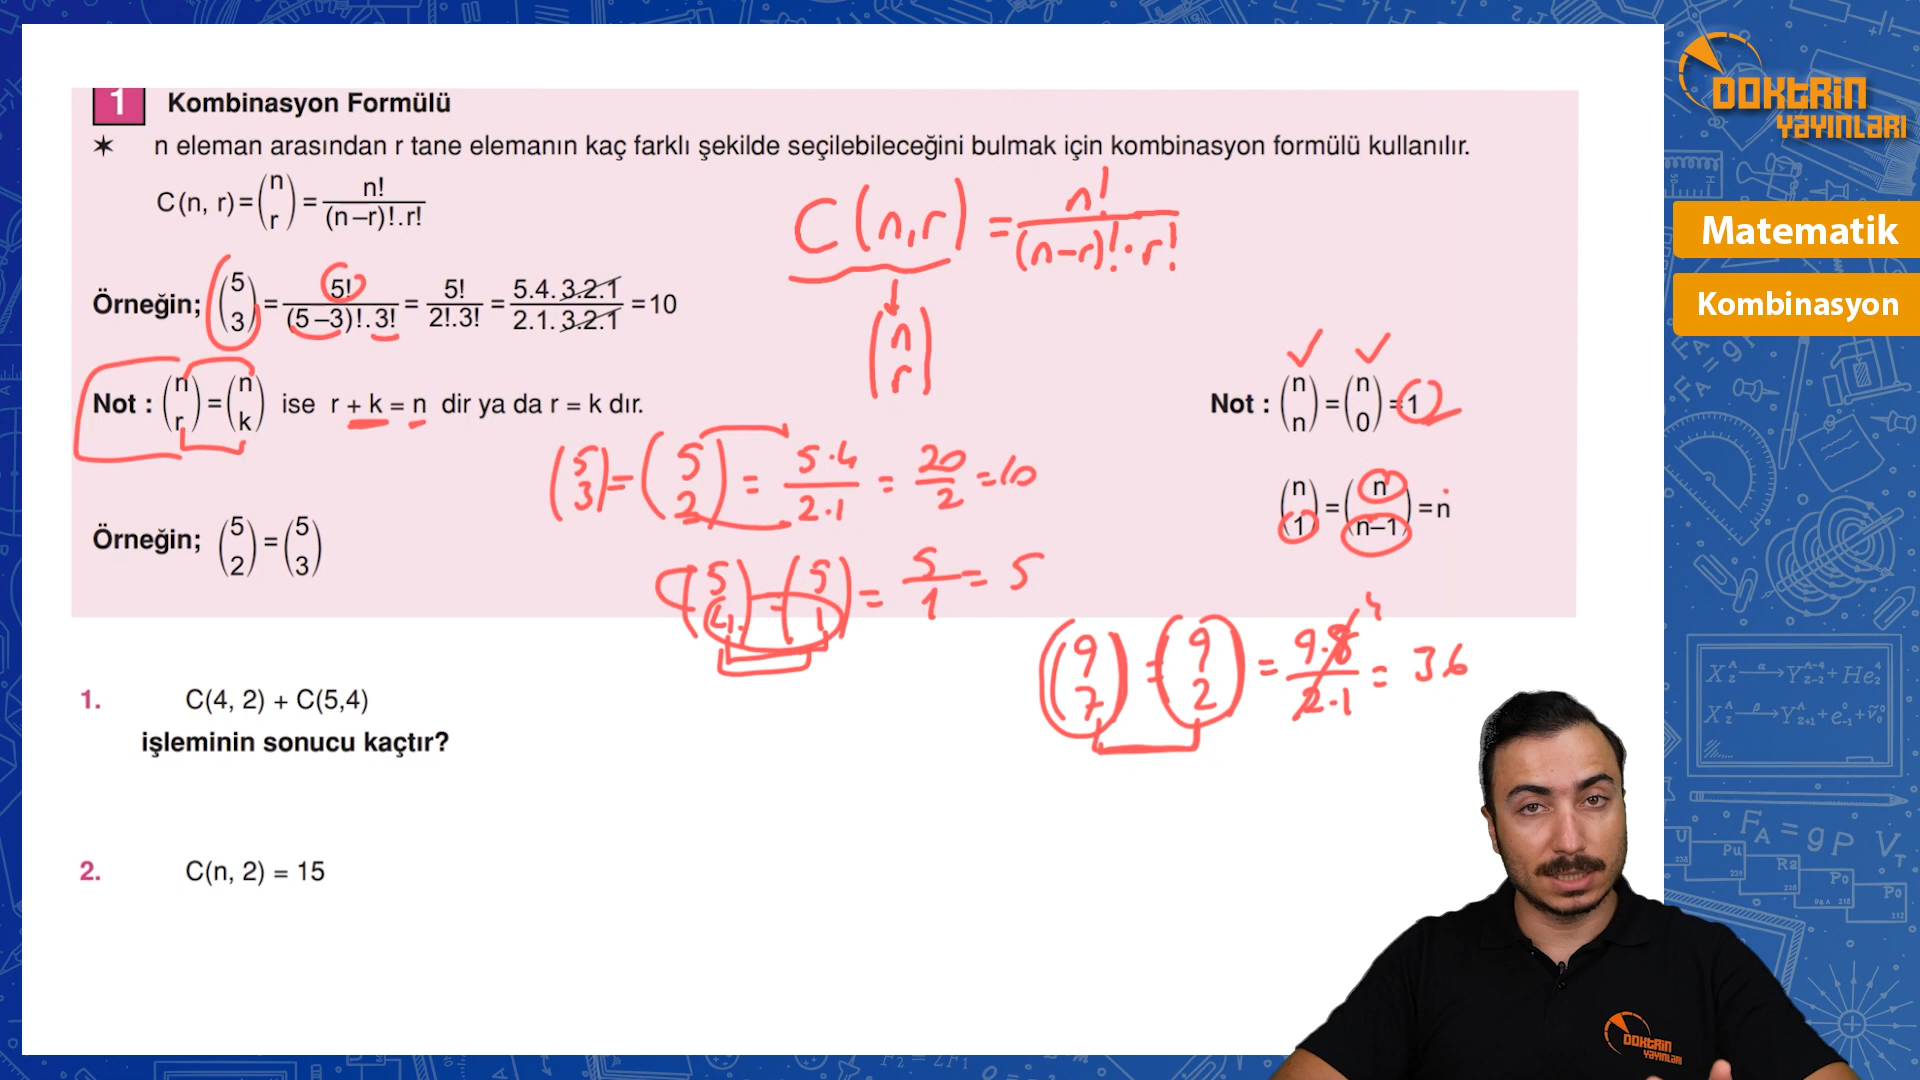 1 Kombinasyon Formülü
✶ n eleman arasından r tane elemanın kaç farklı şekilde seçilebileceğini bulmak için kombinasyon formülü kullanılır.
C(n, r) = (n r) = n! / (n–r)!.r!
C(n,r) = n! / (n-r)!·r!
(n r)
Örneğin; (5 3) = 5! / (5–3)!.3! = 5! / 2!.3! = 5.4.3.2.1 / 2.1.3.2.1 = 10
Not : (n r) = (n k) ise r + k = n dir ya da r = k dır.
Not : (n n) = (n 0) = 1
(5 3) = (5 2) = 5·4 / 2·1 = 20 / 2 = 10
(n 1) = (n n–1) = n
Örneğin; (5 2) = (5 3)
(5 4) = (5 1) = 5 / 1 = 5
(9 7) = (9 2) = 9·8 / 2·1 = 36
4
1. C(4, 2) + C(5,4)
işleminin sonucu kaçtır?
2. C(n, 2) = 15
DOKTRİN
YAYINLARI
Matematik
Kombinasyon
DOKTRİN
YAYINLARI